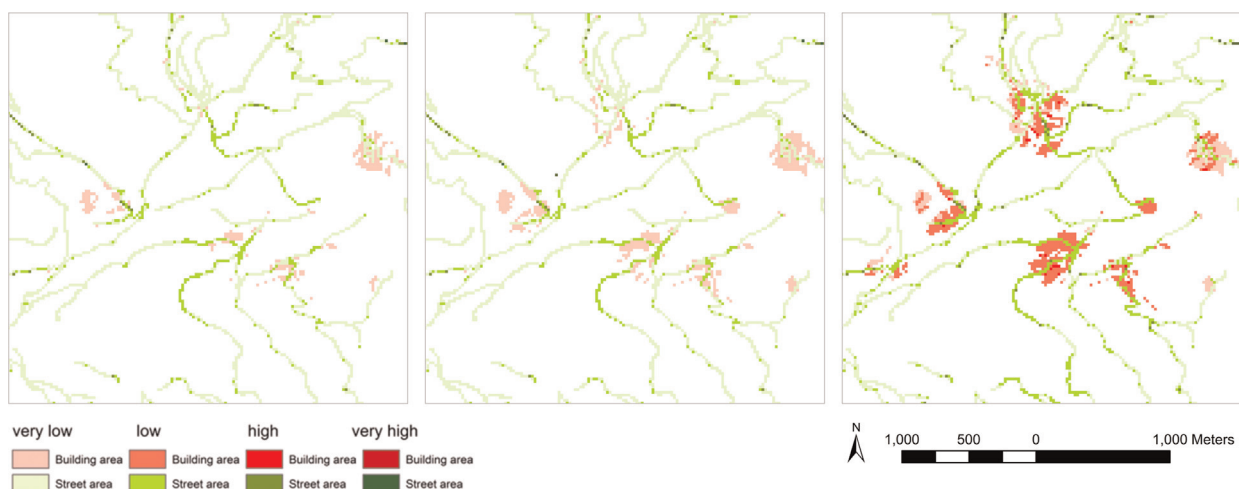 very low low high very high
Building area Building area Building area Building area
Street area Street area Street area Street area
N
1,000 500 0 1,000 Meters